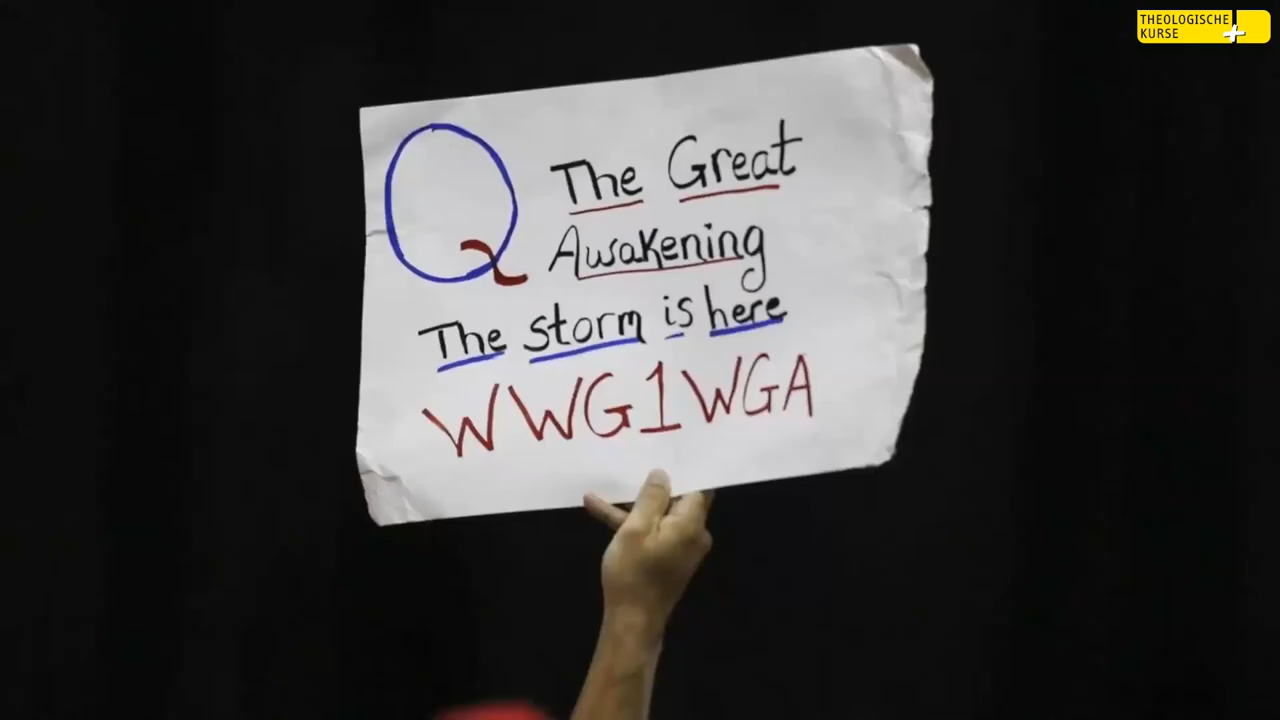 THEOLOGISCHE
KURSE
Q The Great
Awakening
The storm is here
WWG1WGA